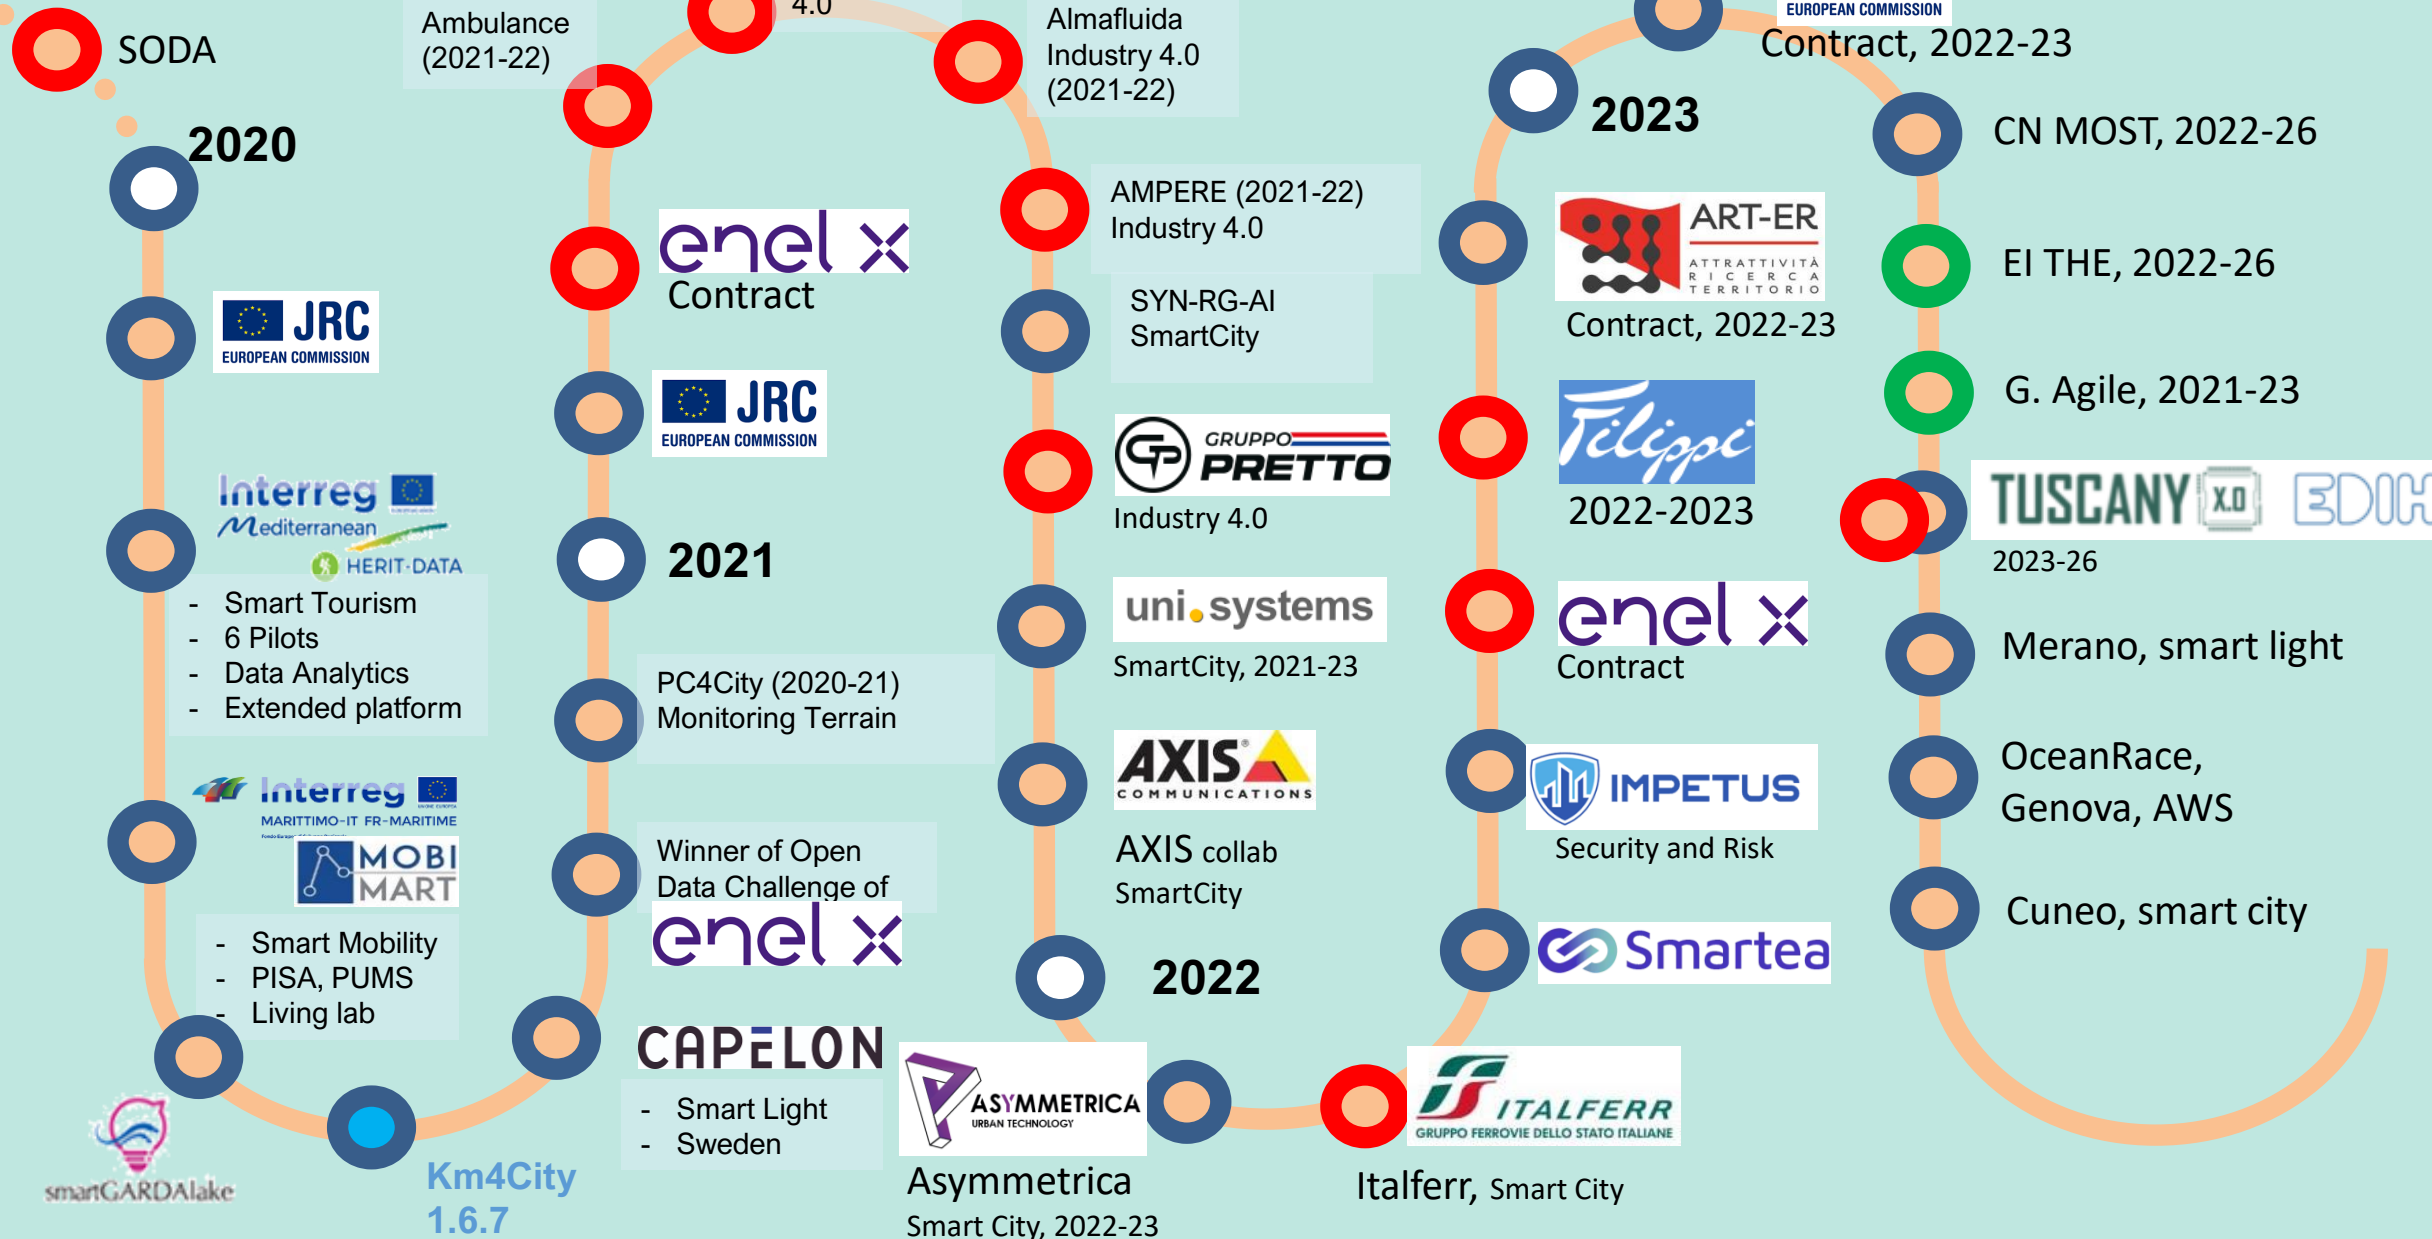 SODA
2020
JRC
EUROPEAN COMMISSION
Interreg
Mediterranean
HERIT-DATA
- Smart Tourism
- 6 Pilots
- Data Analytics
- Extended platform
Interreg
MARITTIMO-IT FR-MARITIME
MOBI
MART
- Smart Mobility
- PISA, PUMS
- Living lab
smartGARDAlake
Km4City
1.6.7
Ambulance
(2021-22)
4.0
enel x
Contract
JRC
EUROPEAN COMMISSION
2021
PC4City (2020-21)
Monitoring Terrain
Winner of Open
Data Challenge of
enel x
CAPELON
- Smart Light
- Sweden
Almafluida
Industry 4.0
(2021-22)
AMPERE (2021-22)
Industry 4.0
SYN-RG-AI
SmartCity
GP GRUPPO
PRETTO
Industry 4.0
uni.systems
SmartCity, 2021-23
AXIS
COMMUNICATIONS
AXIS collab
SmartCity
2022
ASYMMETRICA
URBAN TECHNOLOGY
Asymmetrica
Smart City, 2022-23
ITALFERR
GRUPPO FERROVIE DELLO STATO ITALIANE
Italferr, Smart City
Smartea
IMPETUS
Security and Risk
enel x
Contract
Filippi
2022-2023
ART-ER
ATTRATTIVITÀ
RICERCA
TERRITORIO
Contract, 2022-23
2023
EUROPEAN COMMISSION
Contract, 2022-23
CN MOST, 2022-26
EI THE, 2022-26
G. Agile, 2021-23
TUSCANY X.0 EDIH
2023-26
Merano, smart light
OceanRace,
Genova, AWS
Cuneo, smart city